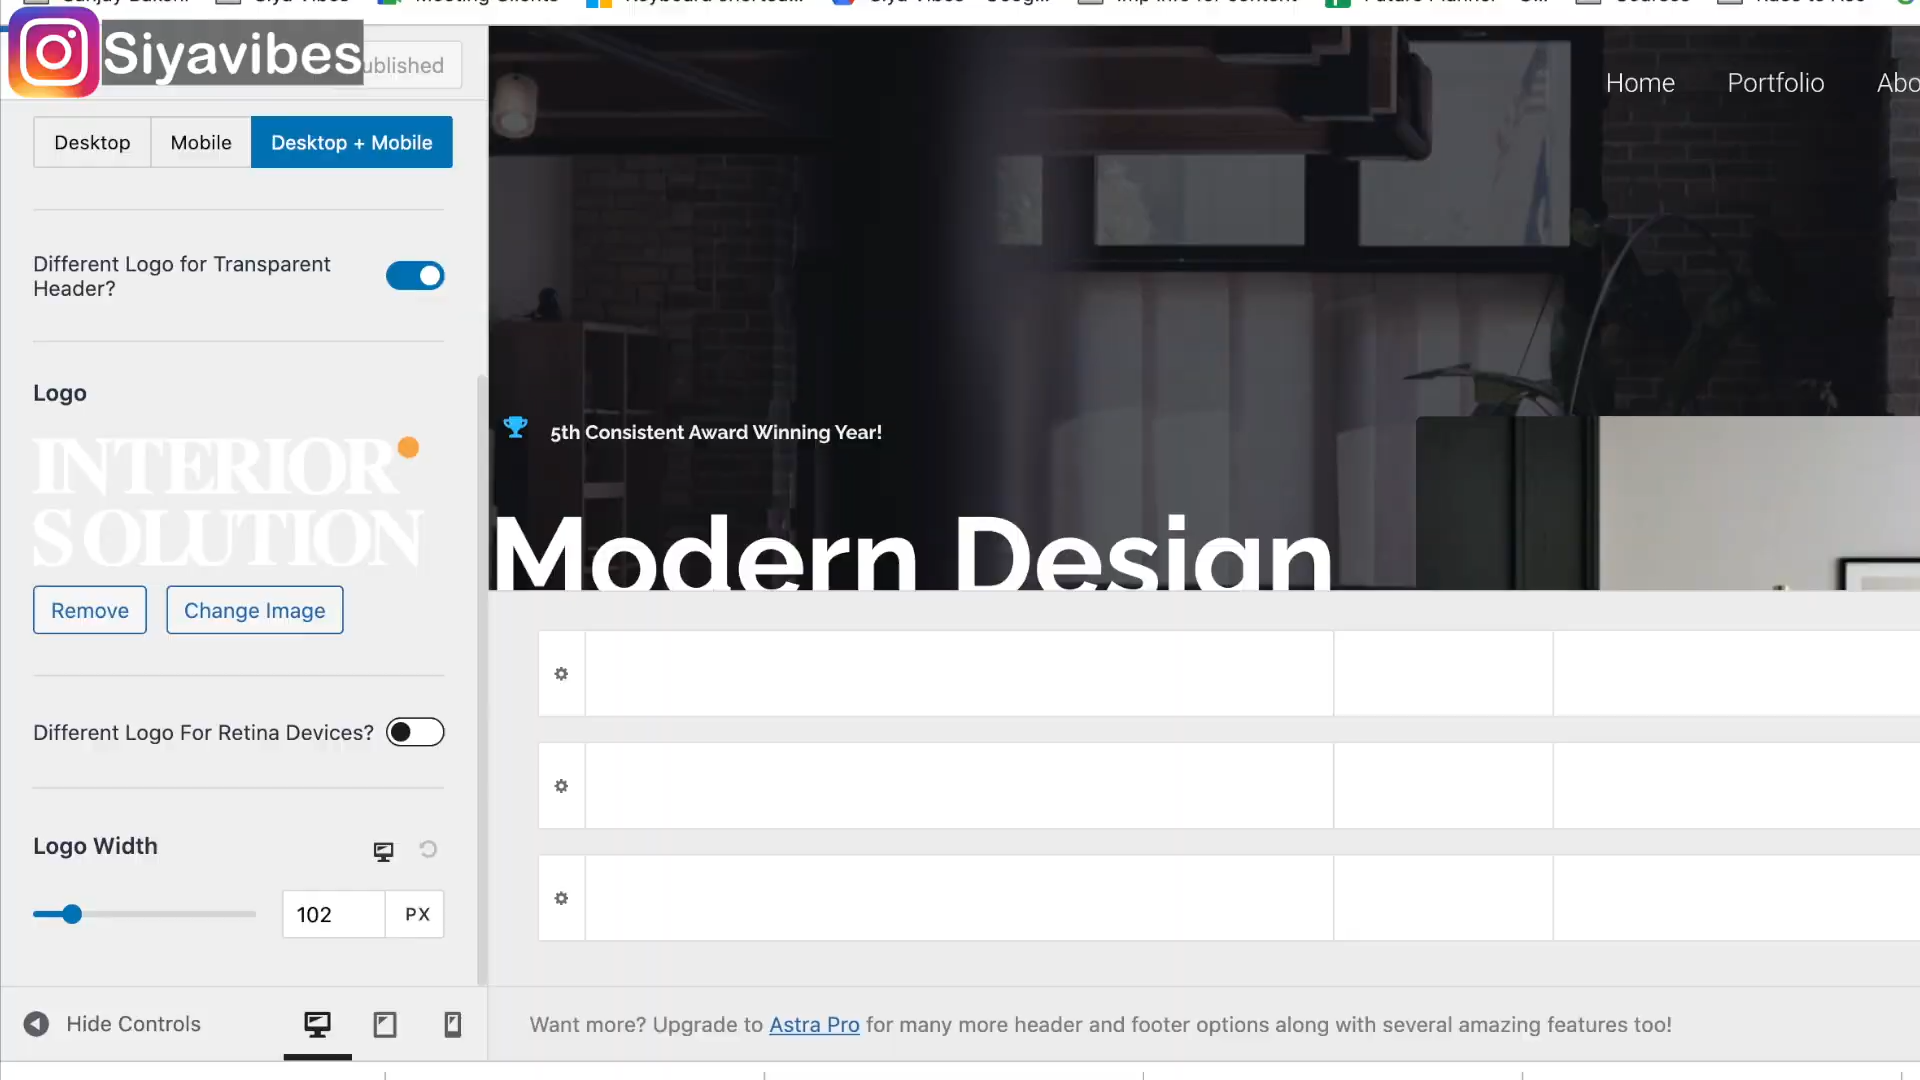 Siyavibes
ublished
Home
Portfolio
Abo
Desktop
Mobile
Desktop + Mobile
Different Logo for Transparent
Header?
Logo
INTERIOR
SOLUTION
Remove
Change Image
Different Logo For Retina Devices?
Logo Width
102
PX
5th Consistent Award Winning Year!
Modern Design
Hide Controls
Want more? Upgrade to Astra Pro for many more header and footer options along with several amazing features too!